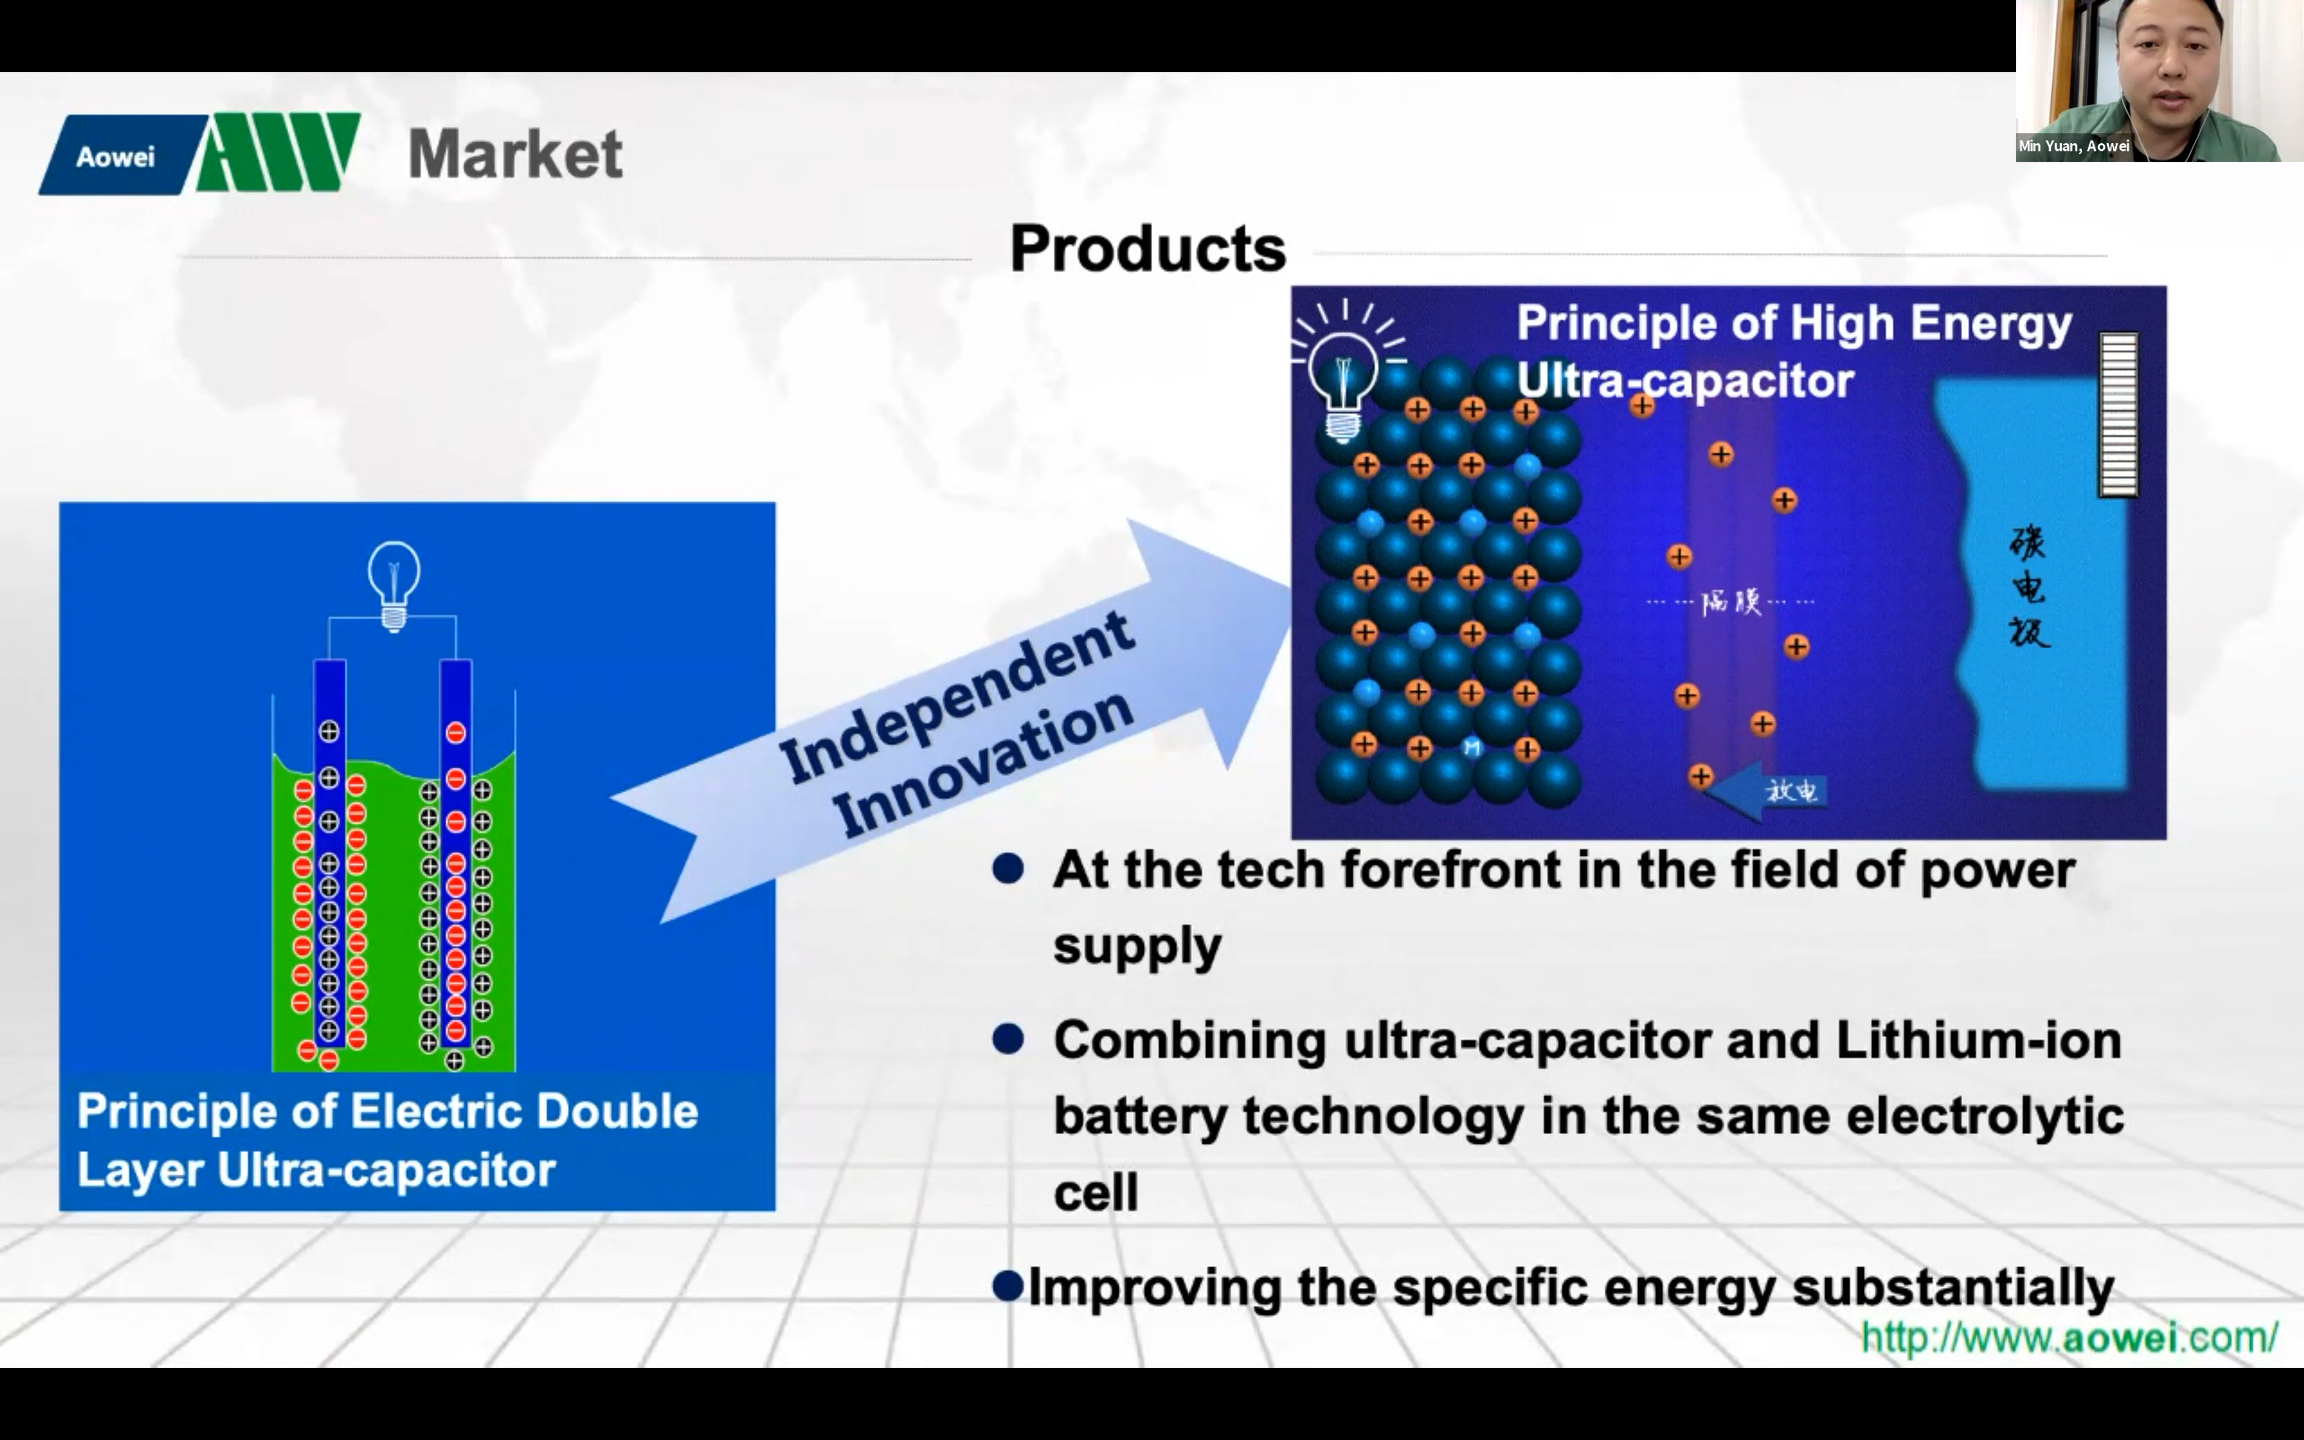 Min Yuan, Aowei
Aowei
AW
Market
Products
Principle of High Energy
Ultra-capacitor
碳
电
极
隔膜
M
放电
Independent
Innovation
Principle of Electric Double
Layer Ultra-capacitor
● At the tech forefront in the field of power
supply
● Combining ultra-capacitor and Lithium-ion
battery technology in the same electrolytic
cell
●Improving the specific energy substantially
http://www.aowei.com/